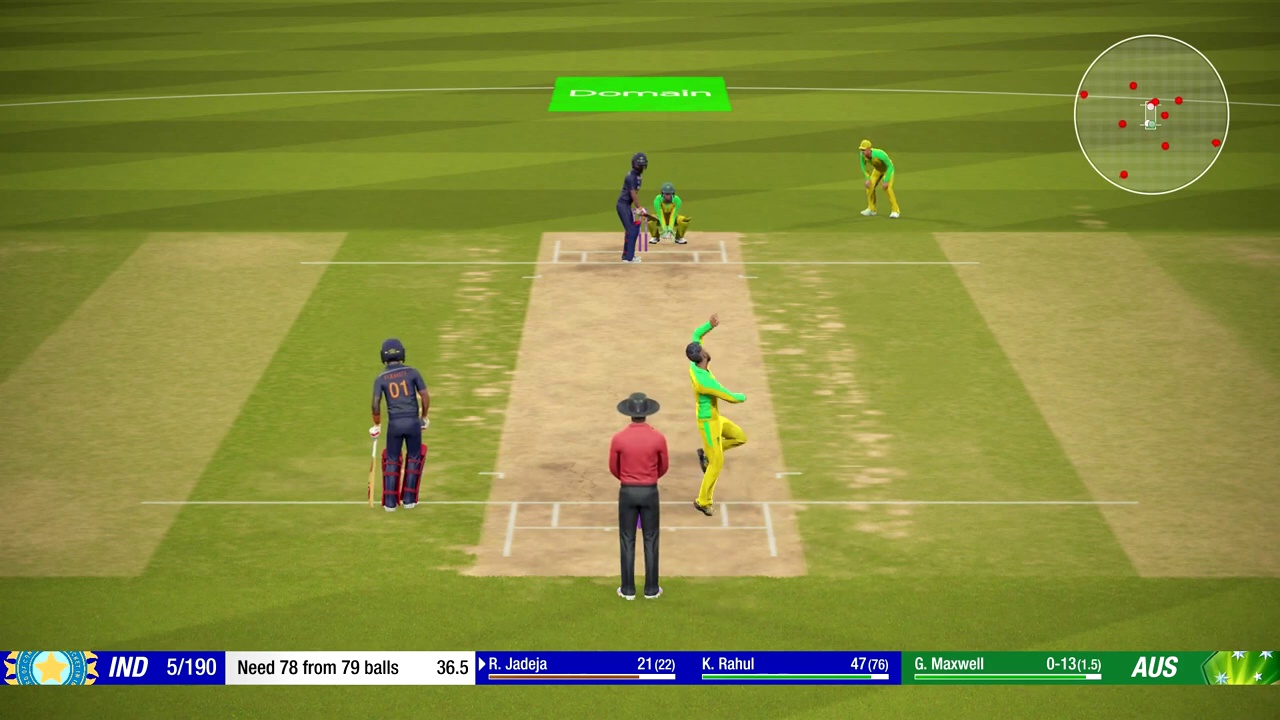 Domain
01
IND 5/190 Need 78 from 79 balls 36.5 R. Jadeja 21 (22) K. Rahul 47 (76) G. Maxwell 0-13 (1.5) AUS